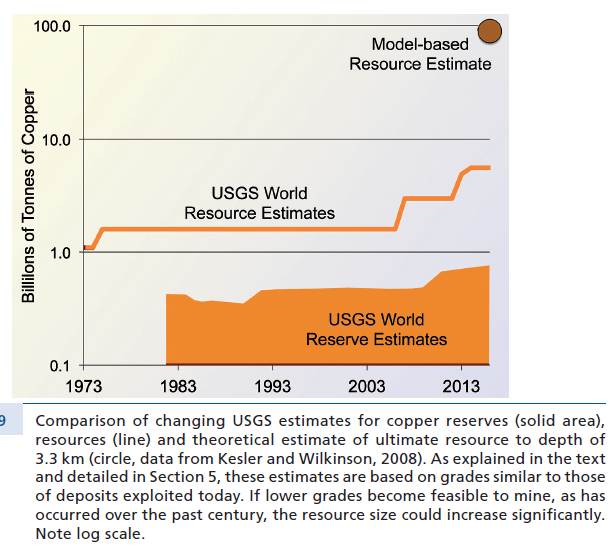 100.0
Model-based
Resource Estimate
10.0
USGS World
Resource Estimates
1.0
USGS World
Reserve Estimates
0.1
1973 1983 1993 2003 2013
Billiions of Tonnes of Copper
9 Comparison of changing USGS estimates for copper reserves (solid area),
resources (line) and theoretical estimate of ultimate resource to depth of
3.3 km (circle, data from Kesler and Wilkinson, 2008). As explained in the text
and detailed in Section 5, these estimates are based on grades similar to those
of deposits exploited today. If lower grades become feasible to mine, as has
occurred over the past century, the resource size could increase significantly.
Note log scale.